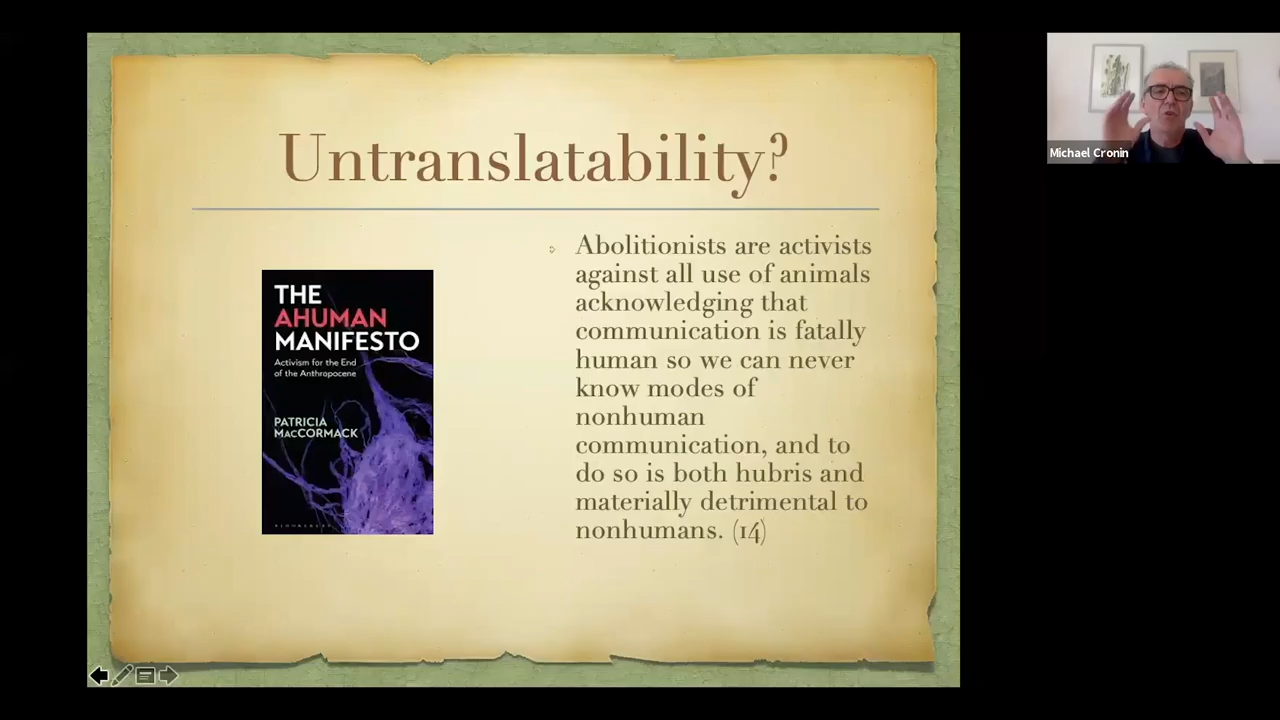 Untranslatability?
THE
AHUMAN
MANIFESTO
Activism for the End
of the Anthropocene
PATRICIA
MACCORMACK
BLOOMSBURY
Abolitionists are activists
against all use of animals
acknowledging that
communication is fatally
human so we can never
know modes of
nonhuman
communication, and to
do so is both hubris and
materially detrimental to
nonhumans. (14)
Michael Cronin